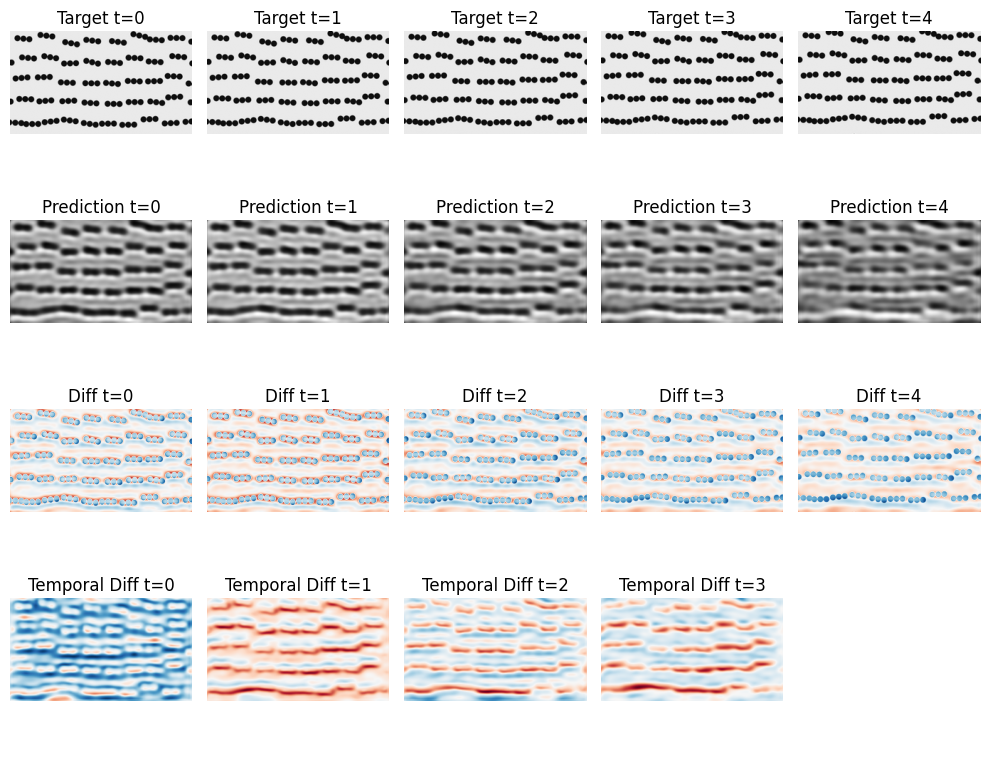 Target t=0 Target t=1 Target t=2 Target t=3 Target t=4
Prediction t=0 Prediction t=1 Prediction t=2 Prediction t=3 Prediction t=4
Diff t=0 Diff t=1 Diff t=2 Diff t=3 Diff t=4
Temporal Diff t=0 Temporal Diff t=1 Temporal Diff t=2 Temporal Diff t=3